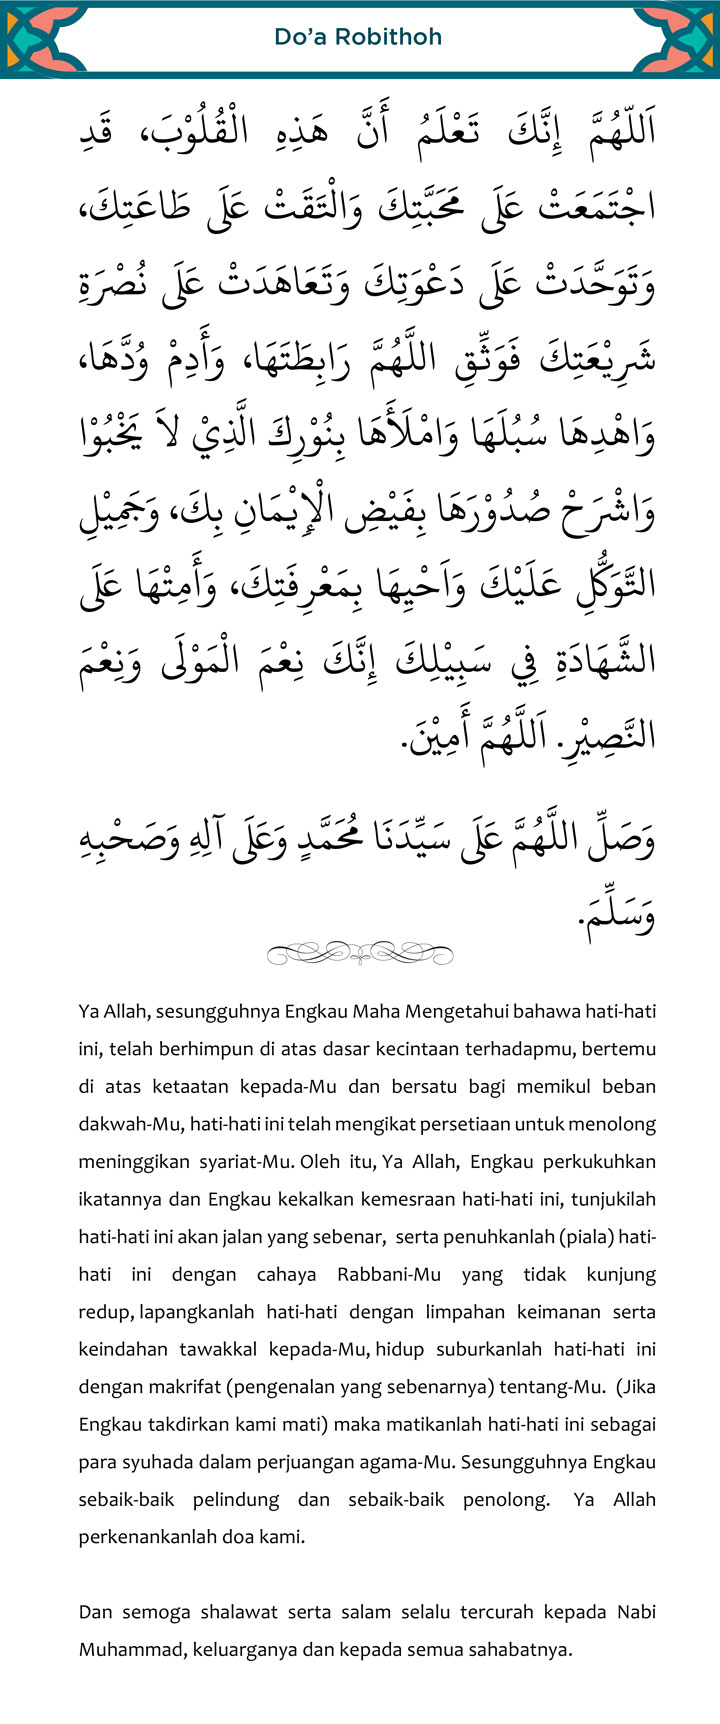 Do’a Robithoh
اَللّهُمَّ إِنَّكَ تَعْلَمُ أَنَّ هَذِهِ الْقُلُوْبَ، قَدِ
اجْتَمَعَتْ عَلَى مَحَبَّتِكَ وَالْتَقَتْ عَلَى طَاعَتِكَ،
وَتَوَحَّدَتْ عَلَى دَعْوَتِكَ وَتَعَاهَدَتْ عَلَى نُصْرَةِ
شَرِيْعَتِكَ فَوَثِّقِ اللَّهُمَّ رَابِطَتَهَا، وَأَدِمْ وُدَّهَا،
وَاهْدِهَا سُبُلَهَا وَامْلَأَهَا بِنُوْرِكَ الَّذِيْ لاَ يَخْبُوْا
وَاشْرَحْ صُدُوْرَهَا بِفَيْضِ الْإِيْمَانِ بِكَ، وَجَمِيْلِ
التَّوَكُّلِ عَلَيْكَ وَاَحْيِهَا بِمَعْرِفَتِكَ، وَأَمِتْهَا عَلَى
الشَّهَادَةِ فِي سَبِيْلِكَ إِنَّكَ نِعْمَ الْمَوْلَى وَنِعْمَ
النَّصِيْرِ. اَللَّهُمَّ أَمِيْنَ.
وَصَلِّ اللَّهُمَّ عَلَى سَيِّدَنَا مُحَمَّدٍ وَعَلَى آلِهِ وَصَحْبِهِ
وَسَلِّمَ.
Ya Allah, sesungguhnya Engkau Maha Mengetahui bahawa hati-hati
ini, telah berhimpun di atas dasar kecintaan terhadapmu, bertemu
di atas ketaatan kepada-Mu dan bersatu bagi memikul beban
dakwah-Mu, hati-hati ini telah mengikat persetiaan untuk menolong
meninggikan syariat-Mu. Oleh itu, Ya Allah, Engkau perkukuhkan
ikatannya dan Engkau kekalkan kemesraan hati-hati ini, tunjukilah
hati-hati ini akan jalan yang sebenar, serta penuhkanlah (piala) hati-
hati ini dengan cahaya Rabbani-Mu yang tidak kunjung
redup, lapangkanlah hati-hati dengan limpahan keimanan serta
keindahan tawakkal kepada-Mu, hidup suburkanlah hati-hati ini
dengan makrifat (pengenalan yang sebenarnya) tentang-Mu. (Jika
Engkau takdirkan kami mati) maka matikanlah hati-hati ini sebagai
para syuhada dalam perjuangan agama-Mu. Sesungguhnya Engkau
sebaik-baik pelindung dan sebaik-baik penolong. Ya Allah
perkenankanlah doa kami.
Dan semoga shalawat serta salam selalu tercurah kepada Nabi
Muhammad, keluarganya dan kepada semua sahabatnya.